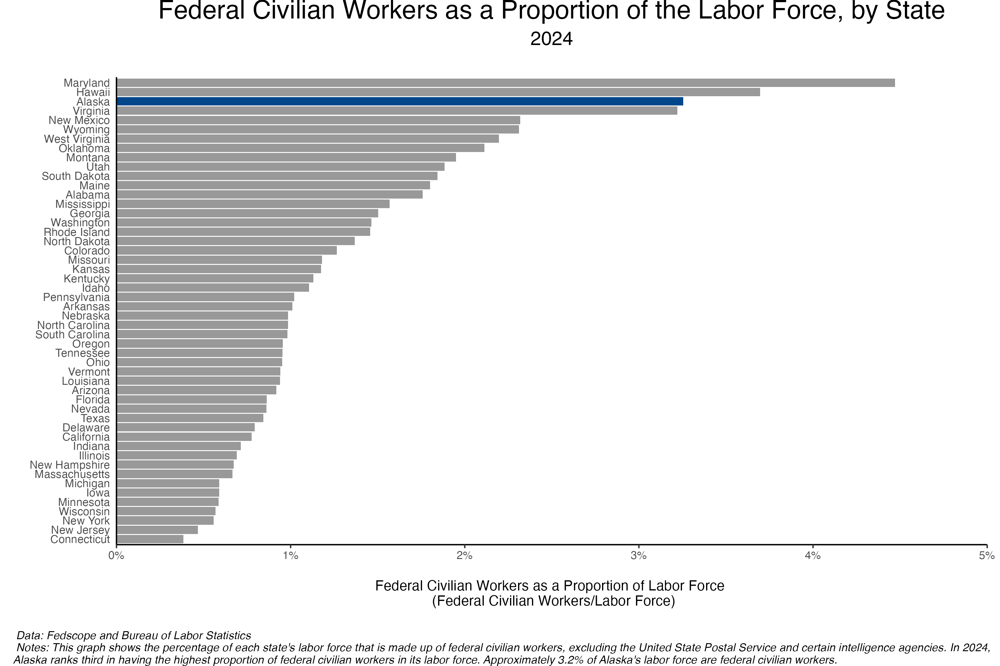 Federal Civilian Workers as a Proportion of the Labor Force, by State
2024
Maryland
Hawaii
Alaska
Virginia
New Mexico
Wyoming
West Virginia
Oklahoma
Montana
Utah
South Dakota
Maine
Alabama
Mississippi
Georgia
Washington
Rhode Island
North Dakota
Colorado
Missouri
Kansas
Kentucky
Idaho
Pennsylvania
Arkansas
Nebraska
North Carolina
South Carolina
Oregon
Tennessee
Ohio
Vermont
Louisiana
Arizona
Florida
Nevada
Texas
Delaware
California
Indiana
Illinois
New Hampshire
Massachusetts
Michigan
Iowa
Minnesota
Wisconsin
New York
New Jersey
Connecticut
0% 1% 2% 3% 4% 5%
Federal Civilian Workers as a Proportion of Labor Force
(Federal Civilian Workers/Labor Force)
Data: Fedscope and Bureau of Labor Statistics
Notes: This graph shows the percentage of each state's labor force that is made up of federal civilian workers, excluding the United State Postal Service and certain intelligence agencies. In 2024,
Alaska ranks third in having the highest proportion of federal civilian workers in its labor force. Approximately 3.2% of Alaska's labor force are federal civilian workers.